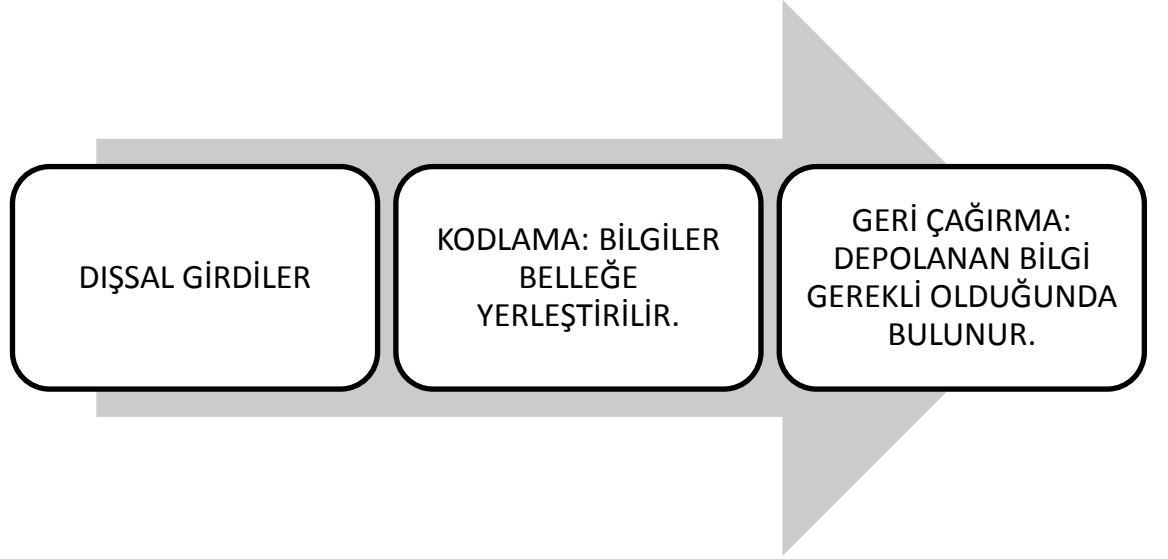 DIŞSAL GİRDİLER
KODLAMA: BİLGİLER
BELLEĞE
YERLEŞTİRİLİR.
GERİ ÇAĞIRMA:
DEPOLANAN BİLGİ
GEREKLİ OLDUĞUNDA
BULUNUR.